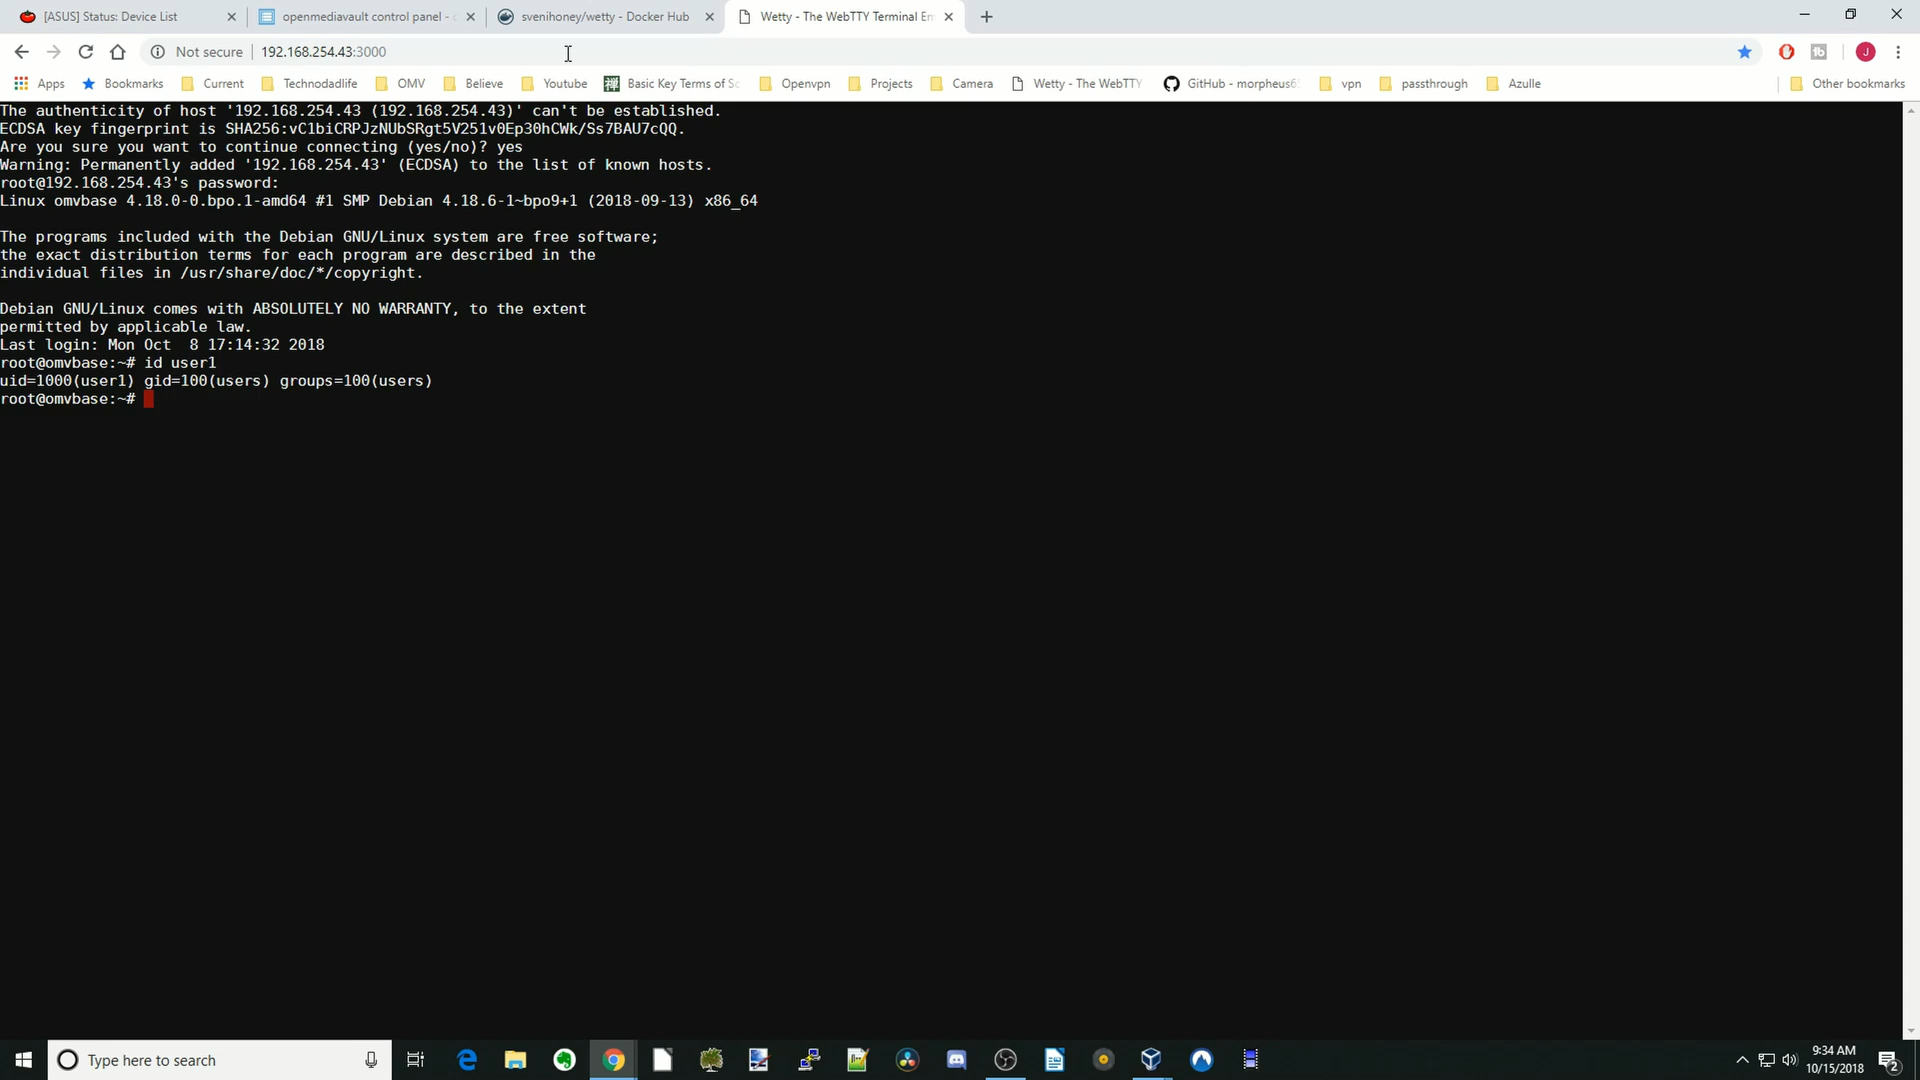 [ASUS] Status: Device List
openmediavault control panel -
svenihoney/wetty - Docker Hub
Wetty - The WebTTY Terminal Em
Not secure
192.168.254.43:3000
Apps
Bookmarks
Current
Technodadlife
OMV
Believe
Youtube
Basic Key Terms of Sc
Openvpn
Projects
Camera
Wetty - The WebTTY
GitHub - morpheus6
vpn
passthrough
Azulle
Other bookmarks
The authenticity of host '192.168.254.43 (192.168.254.43)' can't be established.
ECDSA key fingerprint is SHA256:vC1biCRPJzNUbSRgt5V251v0Ep30hCWk/Ss7BAU7cQQ.
Are you sure you want to continue connecting (yes/no)? yes
Warning: Permanently added '192.168.254.43' (ECDSA) to the list of known hosts.
root@192.168.254.43's password:
Linux omvbase 4.18.0-0.bpo.1-amd64 #1 SMP Debian 4.18.6-1~bpo9+1 (2018-09-13) x86_64
The programs included with the Debian GNU/Linux system are free software;
the exact distribution terms for each program are described in the
individual files in /usr/share/doc/*/copyright.
Debian GNU/Linux comes with ABSOLUTELY NO WARRANTY, to the extent
permitted by applicable law.
Last login: Mon Oct  8 17:14:32 2018
root@omvbase:~# id user1
uid=1000(user1) gid=100(users) groups=100(users)
root@omvbase:~#
Type here to search
9:34 AM
10/15/2018
2